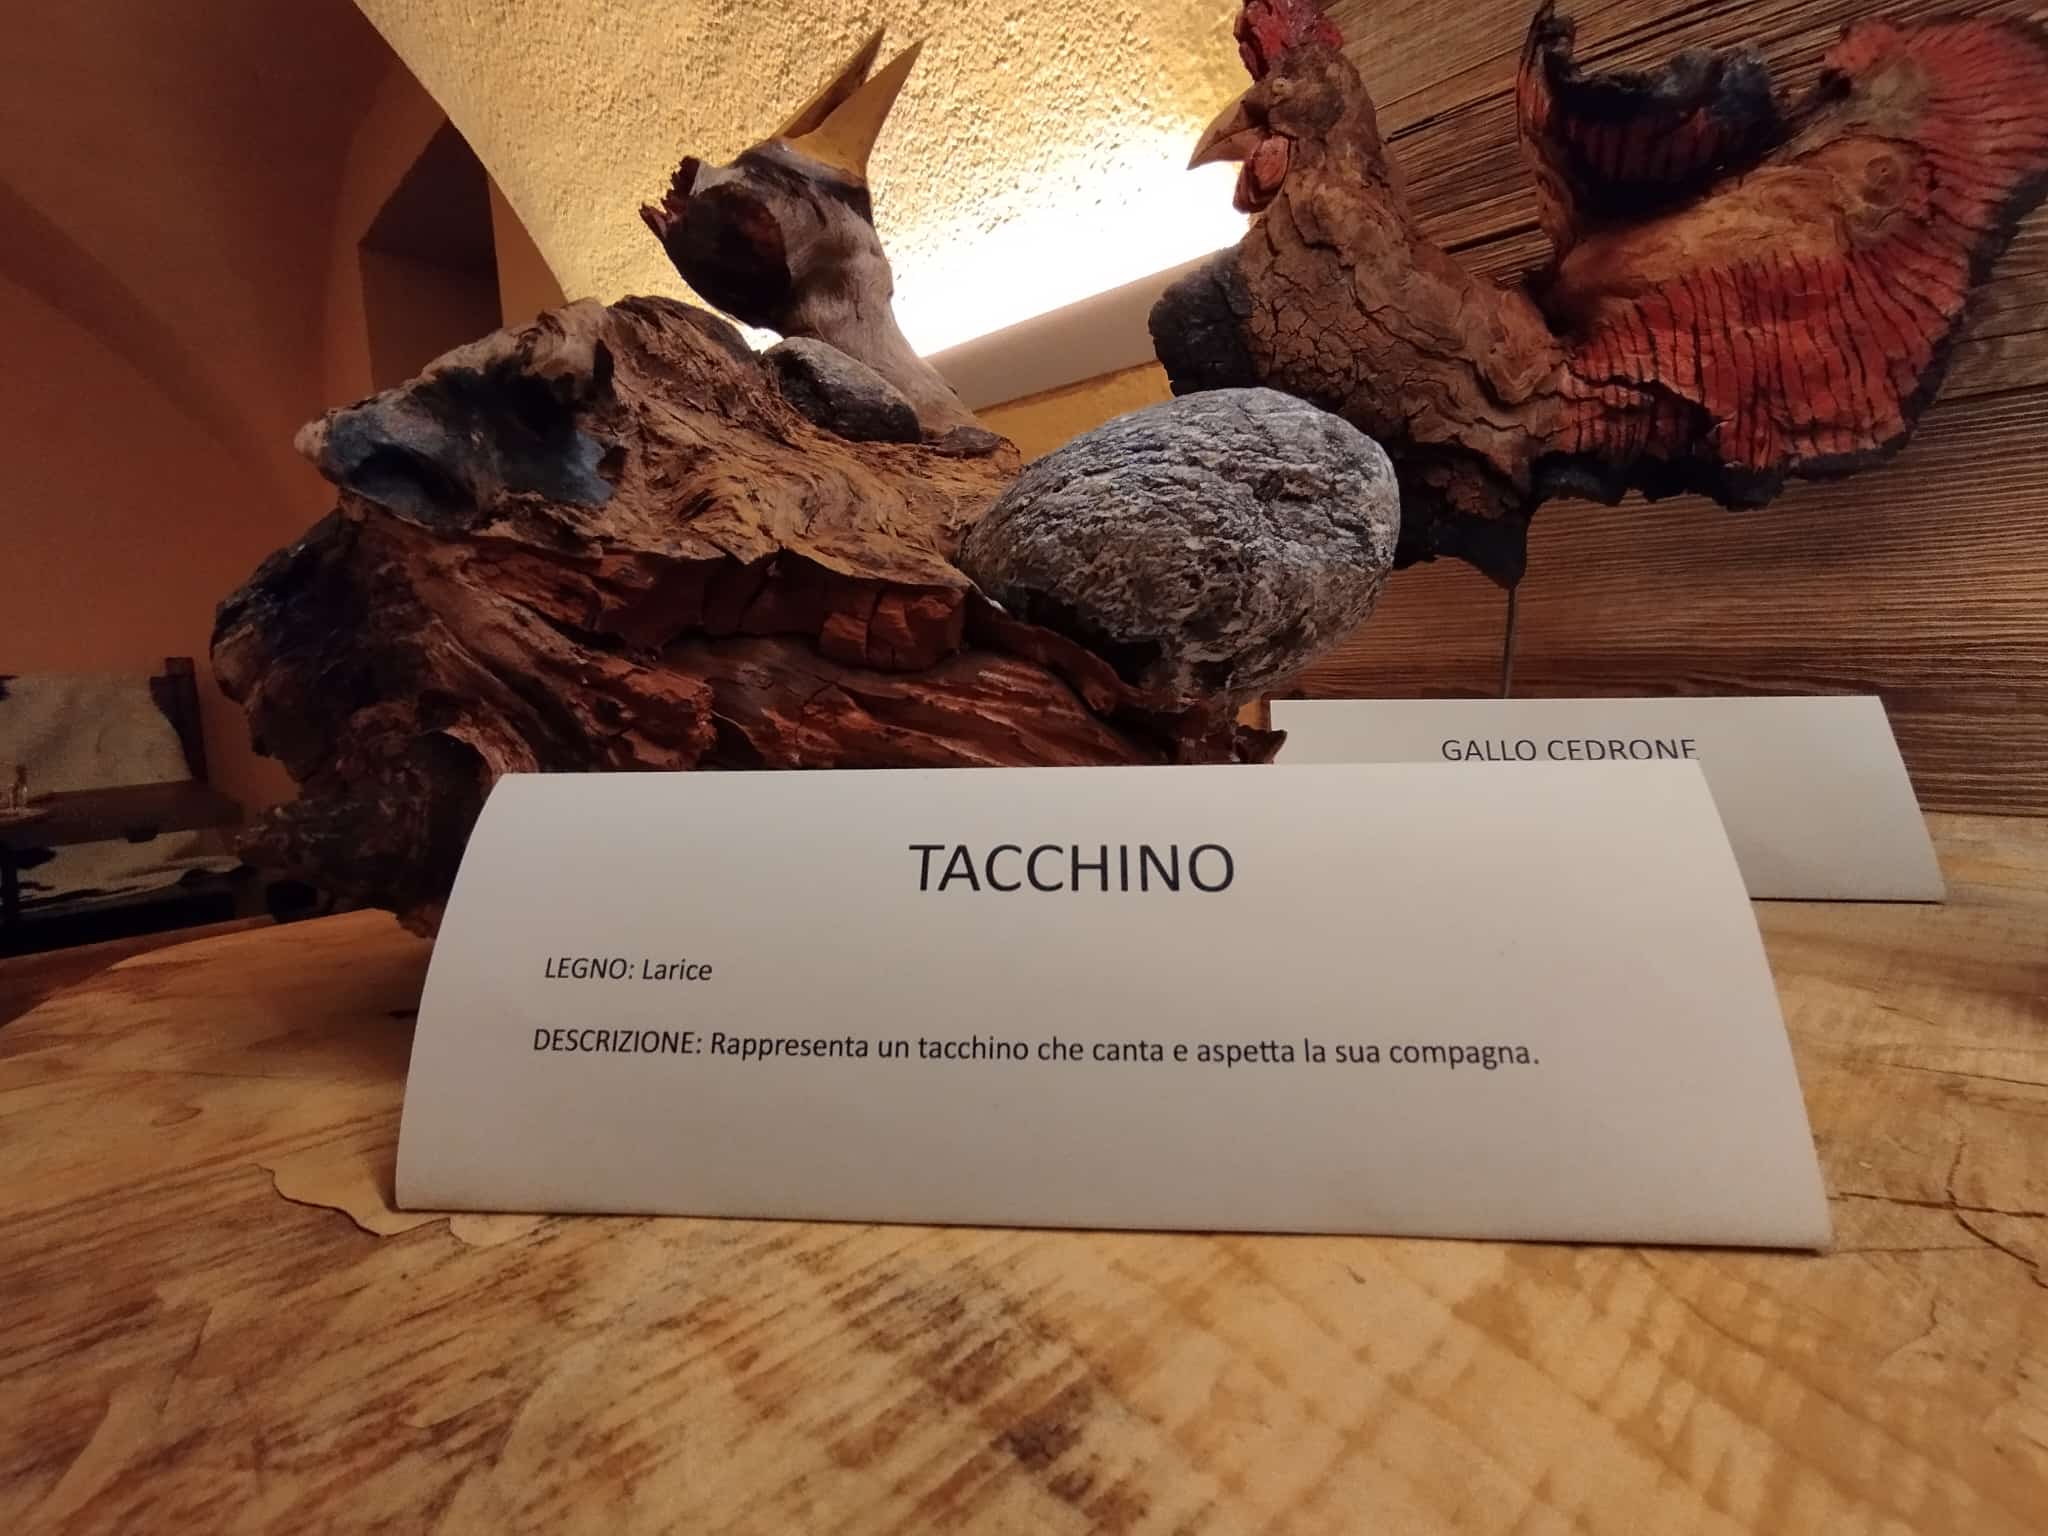 GALLO CEDRONE
TACCHINO
LEGNO: Larice
DESCRIZIONE: Rappresenta un tacchino che canta e aspetta la sua compagna.